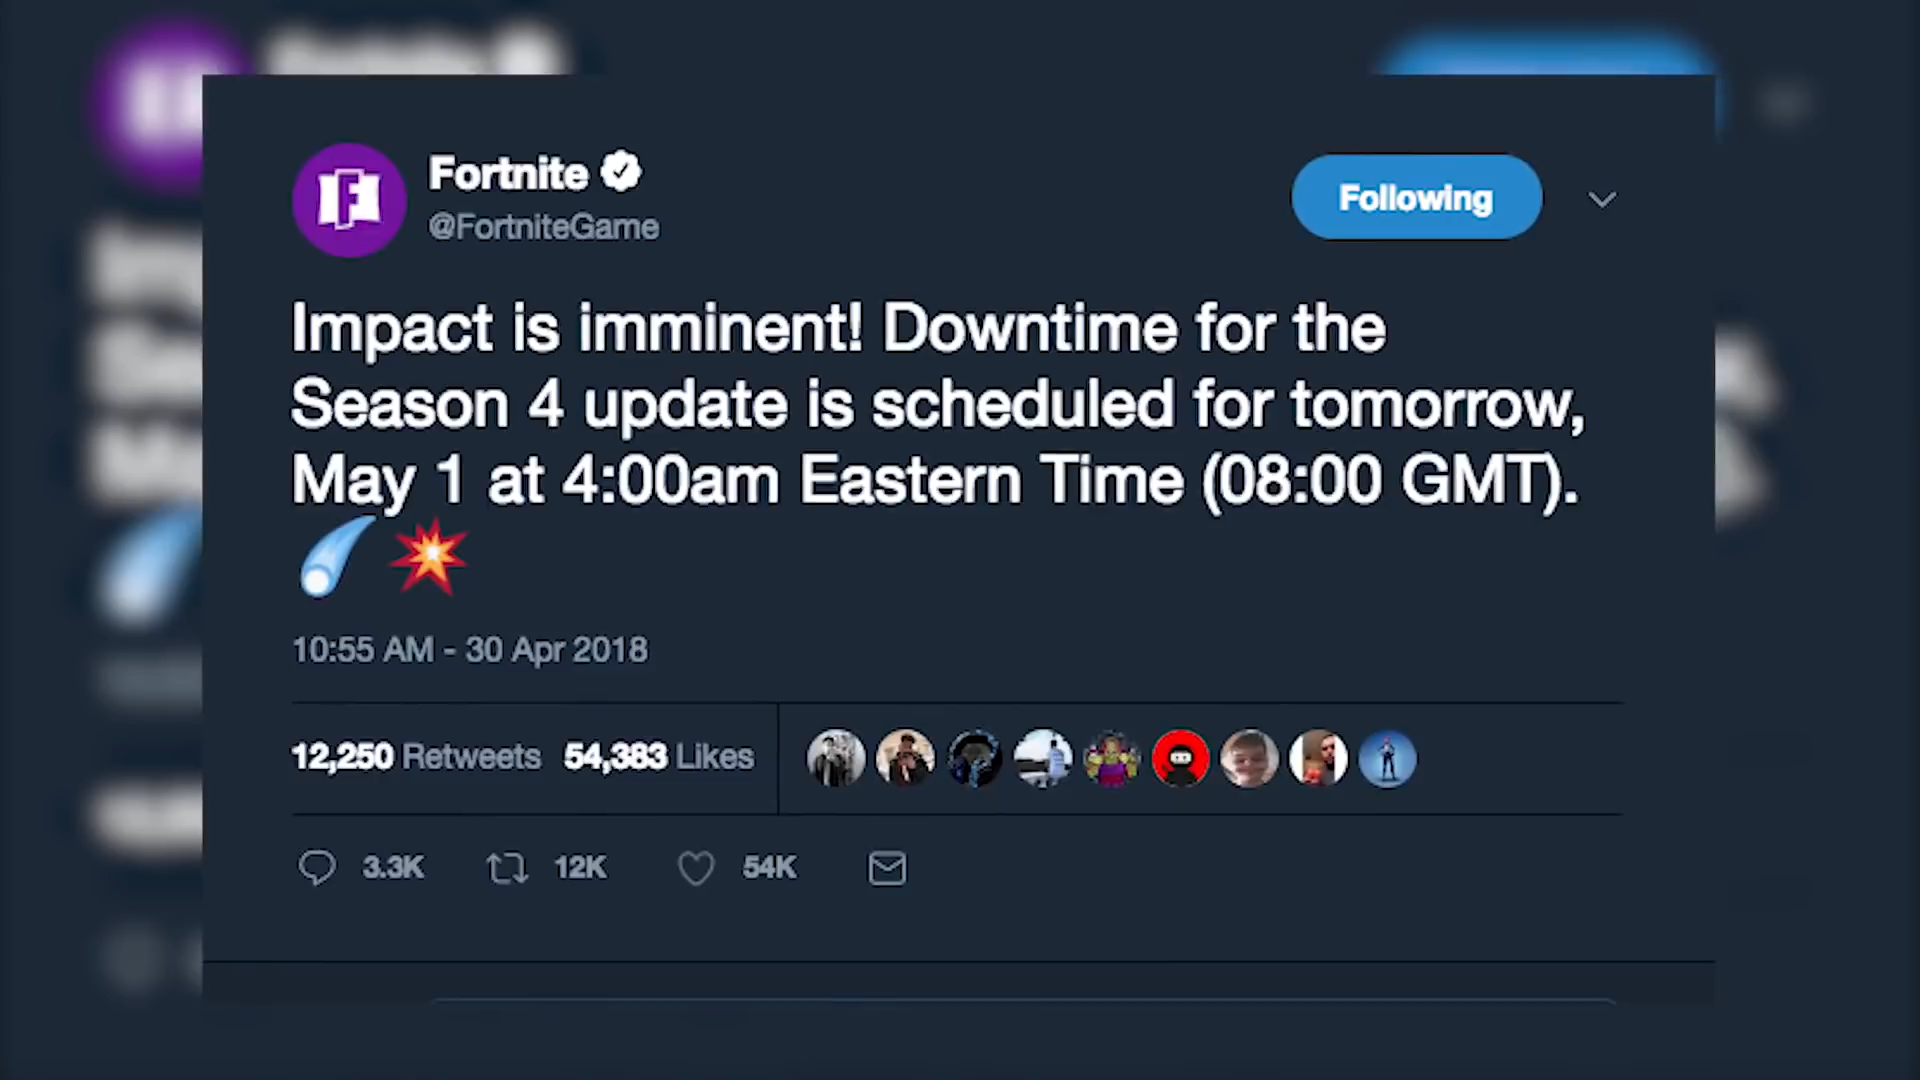 Fortnite
@FortniteGame
Following
Impact is imminent! Downtime for the
Season 4 update is scheduled for tomorrow,
May 1 at 4:00am Eastern Time (08:00 GMT).
☄️💥
10:55 AM - 30 Apr 2018
12,250 Retweets 54,383 Likes
3.3K 12K 54K